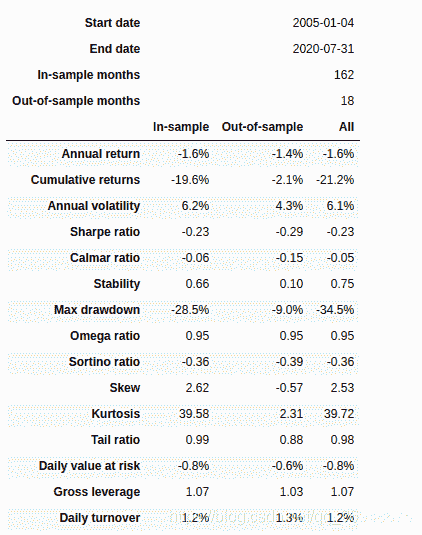 Start date 2005-01-04
End date 2020-07-31
In-sample months 162
Out-of-sample months 18
In-sample Out-of-sample All
Annual return -1.6% -1.4% -1.6%
Cumulative returns -19.6% -2.1% -21.2%
Annual volatility 6.2% 4.3% 6.1%
Sharpe ratio -0.23 -0.29 -0.23
Calmar ratio -0.06 -0.15 -0.05
Stability 0.66 0.10 0.75
Max drawdown -28.5% -9.0% -34.5%
Omega ratio 0.95 0.95 0.95
Sortino ratio -0.36 -0.39 -0.36
Skew 2.62 -0.57 2.53
Kurtosis 39.58 2.31 39.72
Tail ratio 0.99 0.88 0.98
Daily value at risk -0.8% -0.6% -0.8%
Gross leverage 1.07 1.03 1.07
Daily turnover 1.2% 1.3% 1.2%